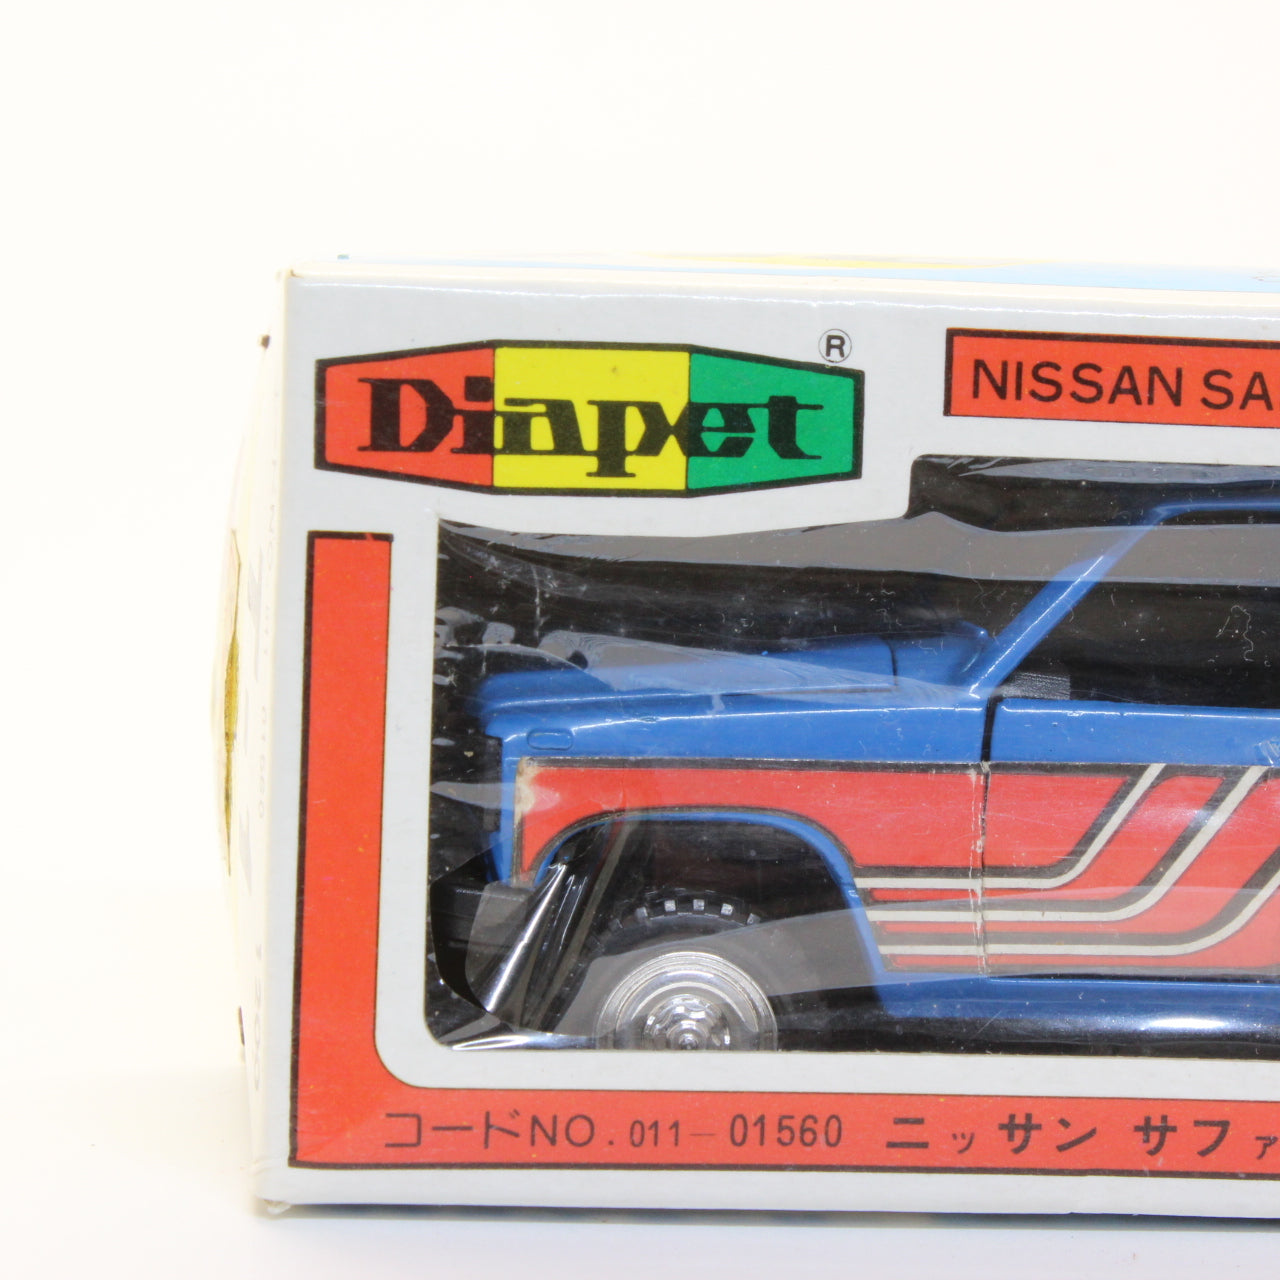 Diapet ®
NISSAN SA
コードNO. 011-01560 ニッサン サファ